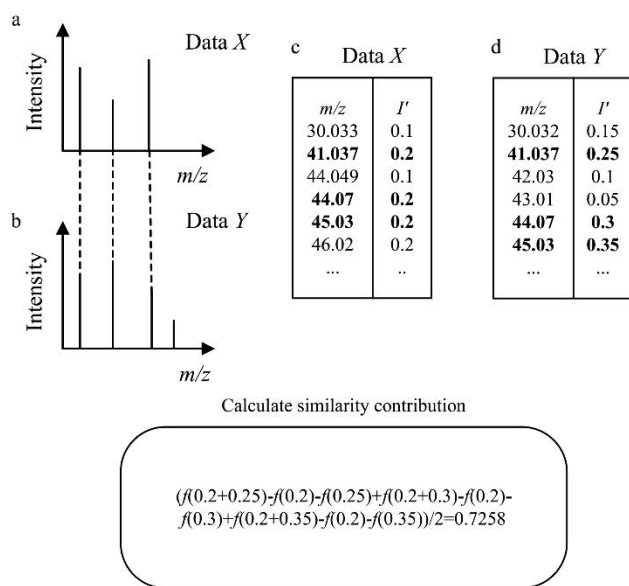 a
Data X
Intensity
m/z
b
Data Y
Intensity
m/z
c
Data X
m/z I'
30.033 0.1
41.037 0.2
44.049 0.1
44.07 0.2
45.03 0.2
46.02 0.2
... ..
d
Data Y
m/z I'
30.032 0.15
41.037 0.25
42.03 0.1
43.01 0.05
44.07 0.3
45.03 0.35
... ...
Calculate similarity contribution
(f(0.2+0.25)-f(0.2)-f(0.25)+f(0.2+0.3)-f(0.2)-
f(0.3)+f(0.2+0.35)-f(0.2)-f(0.35))/2=0.7258